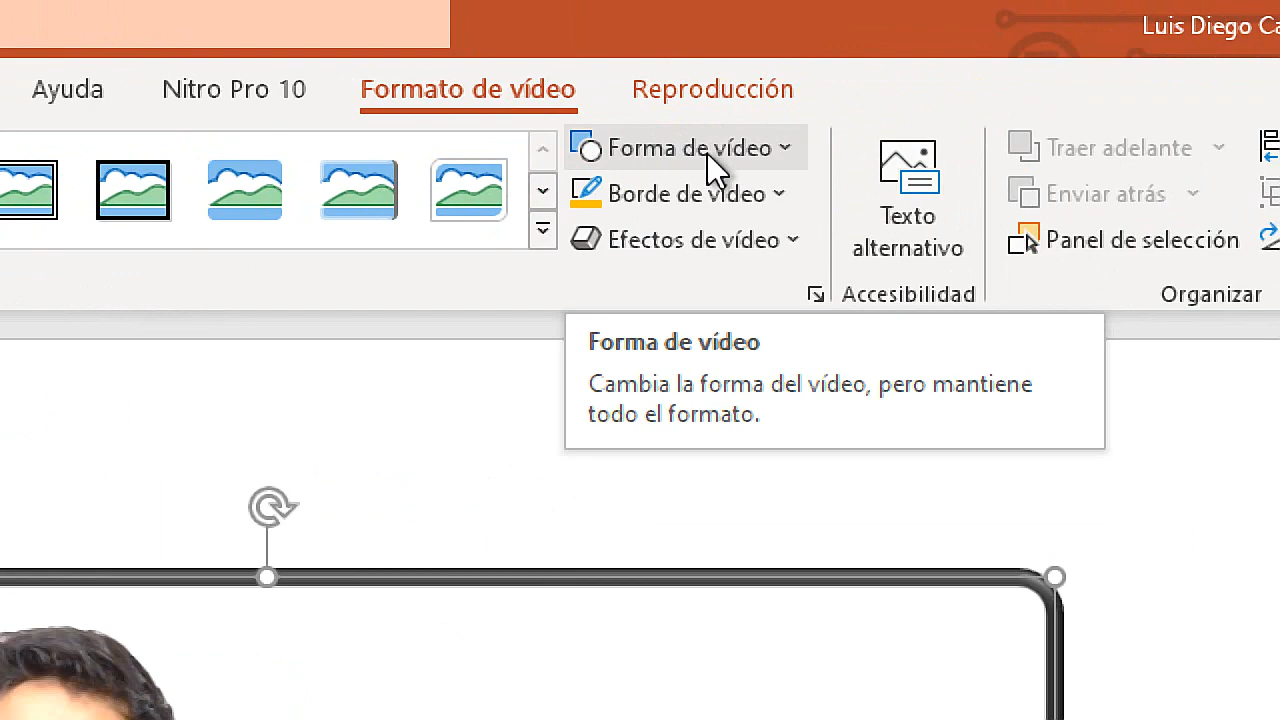 Luis Diego Ca
Ayuda
Nitro Pro 10
Formato de vídeo
Reproducción
Forma de vídeo
Borde de vídeo
Efectos de vídeo
Texto
alternativo
Accesibilidad
Traer adelante
Enviar atrás
Panel de selección
Organizar
Forma de vídeo
Cambia la forma del vídeo, pero mantiene
todo el formato.